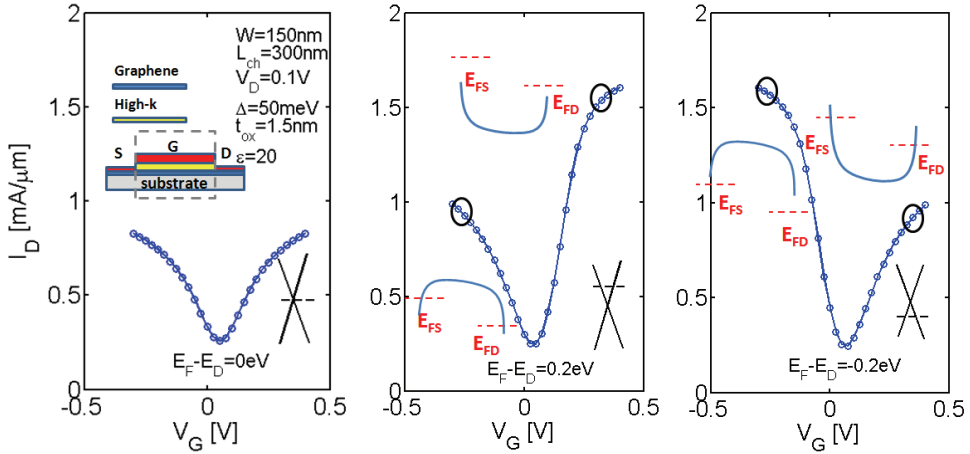 2
1.5
1
0.5
0
I_D [mA/μm]
W=150nm
L_ch=300nm
V_D=0.1V
Δ=50meV
t_ox=1.5nm
ε=20
Graphene
High-k
S
G
D
substrate
E_F-E_D=0eV
-0.5
0
0.5
V_G [V]
2
1.5
1
0.5
0
E_FS
E_FD
E_FS
E_FD
E_F-E_D=0.2eV
-0.5
0
0.5
V_G [V]
2
1.5
1
0.5
0
E_FS
E_FD
E_FS
E_FD
E_F-E_D=-0.2eV
-0.5
0
0.5
V_G [V]